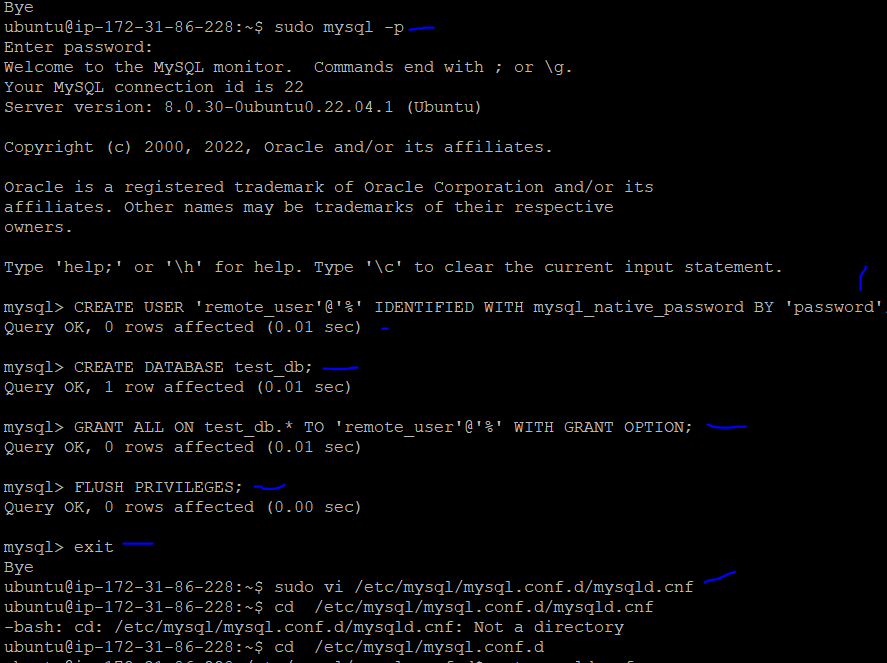 Bye
ubuntu@ip-172-31-86-228:~$ sudo mysql -p
Enter password:
Welcome to the MySQL monitor.  Commands end with ; or \g.
Your MySQL connection id is 22
Server version: 8.0.30-0ubuntu0.22.04.1 (Ubuntu)
Copyright (c) 2000, 2022, Oracle and/or its affiliates.
Oracle is a registered trademark of Oracle Corporation and/or its
affiliates. Other names may be trademarks of their respective
owners.
Type 'help;' or '\h' for help. Type '\c' to clear the current input statement.
mysql> CREATE USER 'remote_user'@'%' IDENTIFIED WITH mysql_native_password BY 'password'
Query OK, 0 rows affected (0.01 sec)
mysql> CREATE DATABASE test_db;
Query OK, 1 row affected (0.01 sec)
mysql> GRANT ALL ON test_db.* TO 'remote_user'@'%' WITH GRANT OPTION;
Query OK, 0 rows affected (0.01 sec)
mysql> FLUSH PRIVILEGES;
Query OK, 0 rows affected (0.00 sec)
mysql> exit
Bye
ubuntu@ip-172-31-86-228:~$ sudo vi /etc/mysql/mysql.conf.d/mysqld.cnf
ubuntu@ip-172-31-86-228:~$ cd  /etc/mysql/mysql.conf.d/mysqld.cnf
-bash: cd: /etc/mysql/mysql.conf.d/mysqld.cnf: Not a directory
ubuntu@ip-172-31-86-228:~$ cd  /etc/mysql/mysql.conf.d